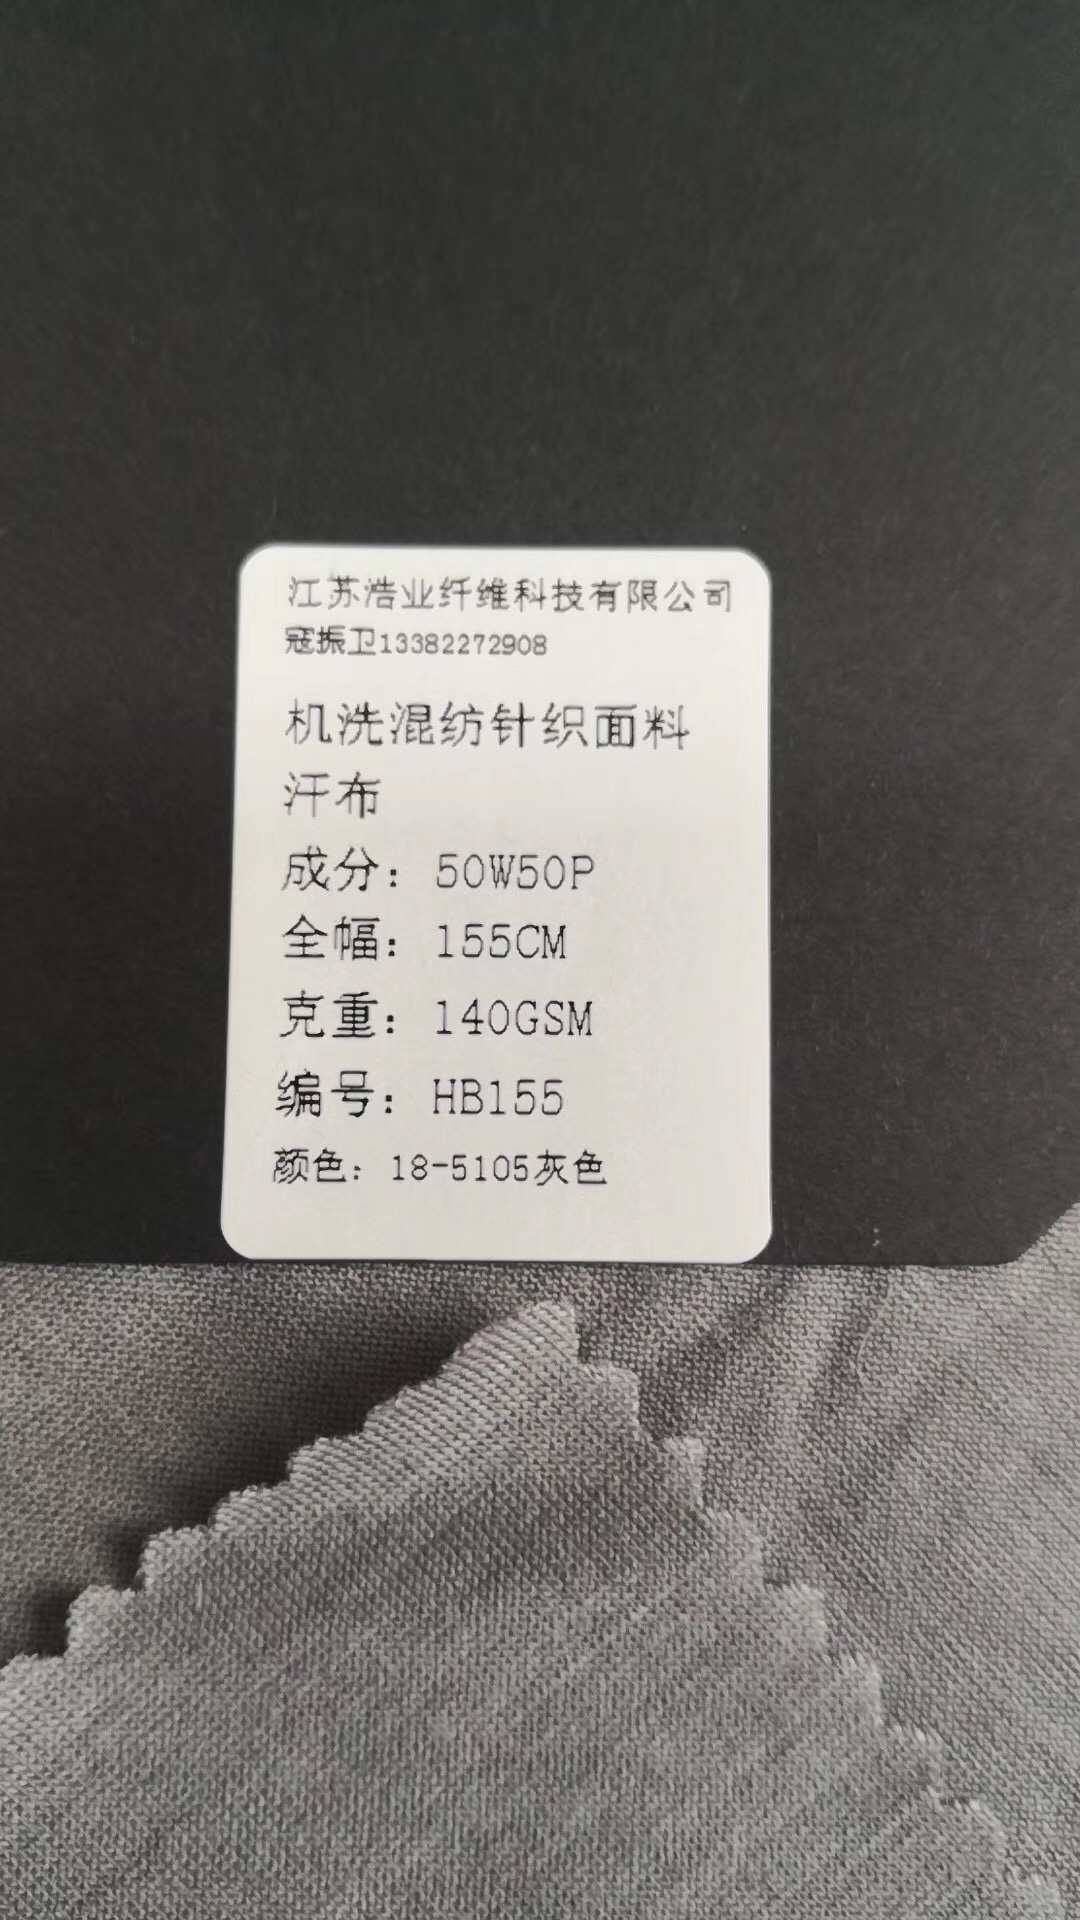 江苏浩业纤维科技有限公司
寇振卫13382272908
机洗混纺针织面料
汗布
成分：50W50P
全幅：155CM
克重：140GSM
编号：HB155
颜色：18-5105灰色